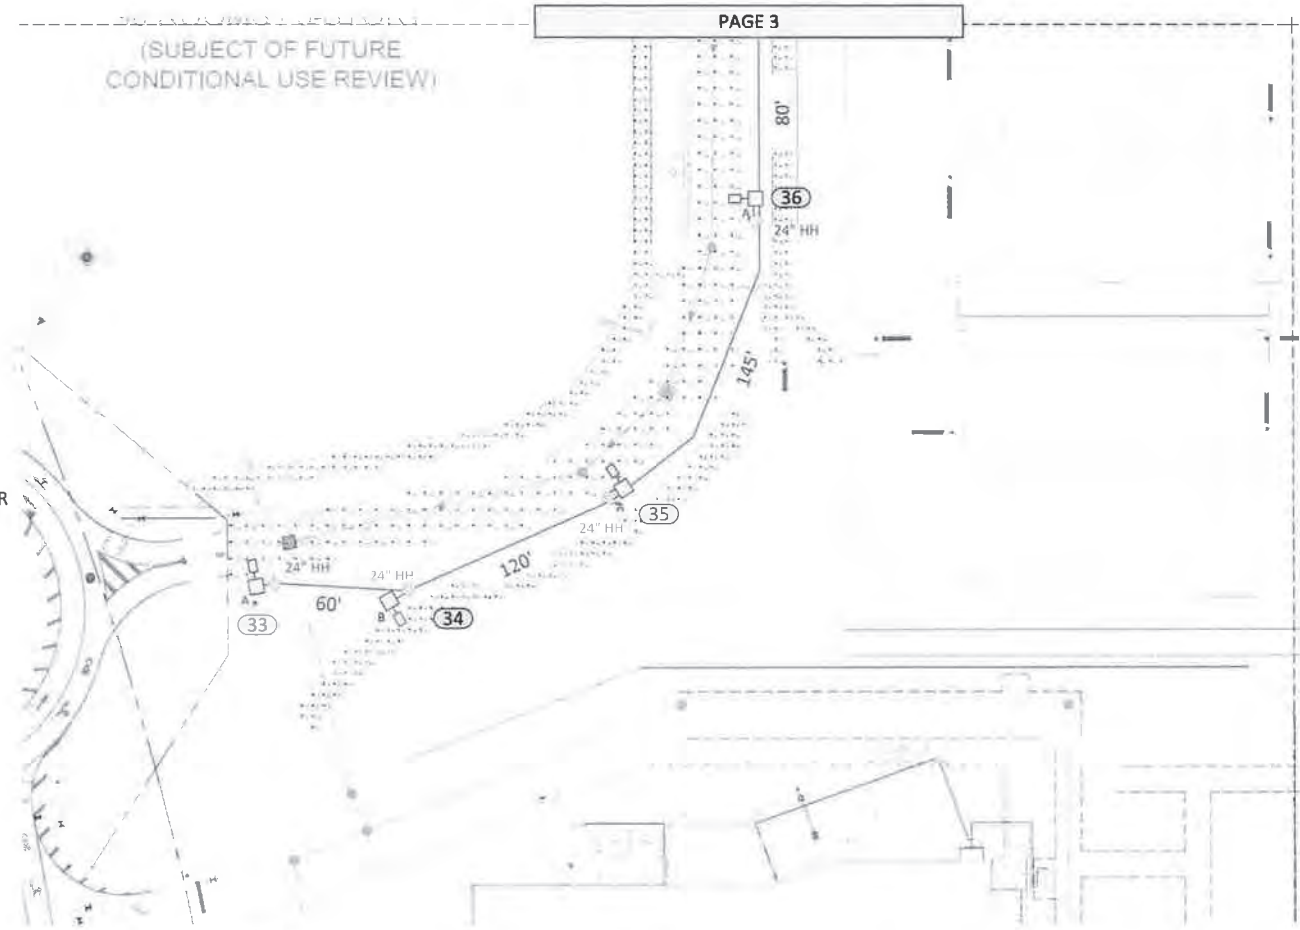 PAGE 3
(SUBJECT OF FUTURE
CONDITIONAL USE REVIEW)
80'
36
A
24" HH
145'
R
35
24" HH
120'
24" HH
24" HH
60'
A
33
B
34